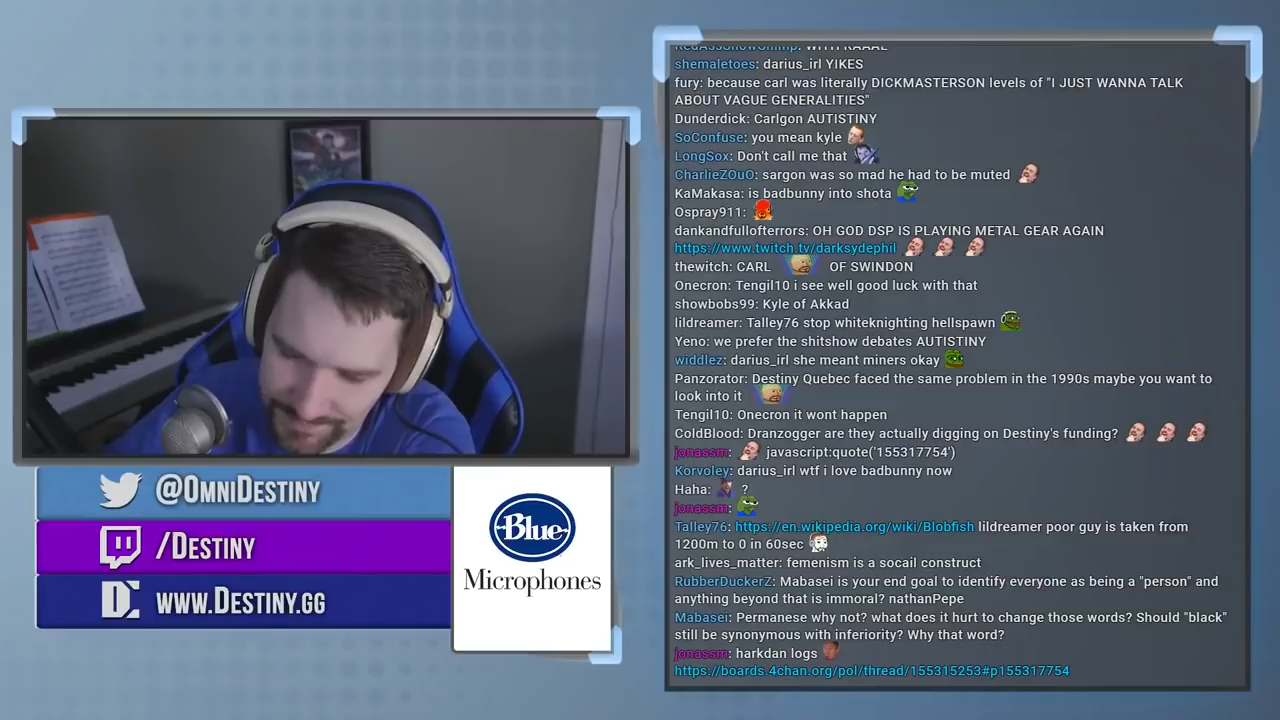 @OMNIDESTINY
/DESTINY
WWW.DESTINY.GG
Blue
Microphones
WITH RAAAL
shemaletoes: darius_irl YIKES
fury: because carl was literally DICKMASTERSON levels of "I JUST WANNA TALK
ABOUT VAGUE GENERALITIES"
Dunderdick: Carlgon AUTISTINY
SoConfuse: you mean kyle
LongSox: Don't call me that
CharlieZOuO: sargon was so mad he had to be muted
KaMakasa: is badbunny into shota
Ospray911:
dankandfullofterrors: OH GOD DSP IS PLAYING METAL GEAR AGAIN
https://www.twitch.tv/darksydephil
thewitch: CARL OF SWINDON
Onecron: Tengil10 i see well good luck with that
showbobs99: Kyle of Akkad
lildreamer: Talley76 stop whiteknighting hellspawn
Yeno: we prefer the shitshow debates AUTISTINY
widdlez: darius_irl she meant miners okay
Panzorator: Destiny Quebec faced the same problem in the 1990s maybe you want to
look into it
Tengil10: Onecron it wont happen
ColdBlood: Dranzogger are they actually digging on Destiny's funding?
jonassm: javascript:quote('155317754')
Korvoley: darius_irl wtf i love badbunny now
Haha: ?
jonassm:
Talley76: https://en.wikipedia.org/wiki/Blobfish lildreamer poor guy is taken from
1200m to 0 in 60sec
ark_lives_matter: femenism is a socail construct
RubberDuckerZ: Mabasei is your end goal to identify everyone as being a "person" and
anything beyond that is immoral? nathanPepe
Mabasei: Permanese why not? what does it hurt to change those words? Should "black"
still be synonymous with inferiority? Why that word?
jonassm: harkdan logs
https://boards.4chan.org/pol/thread/155315253#p155317754